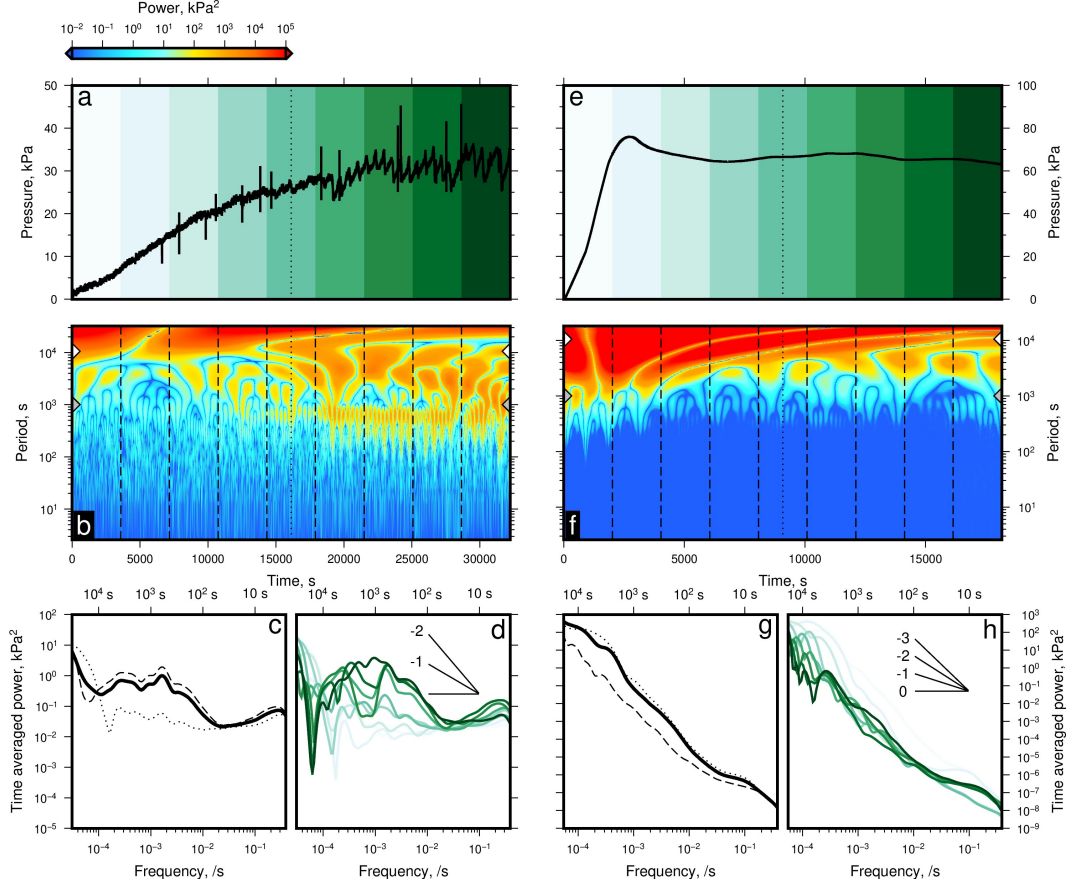 Power, kPa²
10⁻² 10⁻¹ 10⁰ 10¹ 10² 10³ 10⁴ 10⁵
a
50
40
30
20
10
0
Pressure, kPa
e
100
80
60
40
20
0
Pressure, kPa
b
10⁴
10³
10²
10¹
Period, s
0 5000 10000 15000 20000 25000 30000
Time, s
f
10⁴
10³
10²
10¹
Period, s
0 5000 10000 15000
Time, s
10⁴ s 10³ s 10² s 10 s
c
10²
10¹
10⁰
10⁻¹
10⁻²
10⁻³
10⁻⁴
10⁻⁵
Time averaged power, kPa²
10⁻⁴ 10⁻³ 10⁻² 10⁻¹
Frequency, /s
10⁴ s 10³ s 10² s 10 s
d
-2
-1
10⁻⁴ 10⁻³ 10⁻² 10⁻¹
Frequency, /s
10⁴ s 10³ s 10² s 10 s
g
10⁻⁴ 10⁻³ 10⁻² 10⁻¹
Frequency, /s
10⁴ s 10³ s 10² s 10 s
h
-3
-2
-1
0
10³
10²
10¹
10⁰
10⁻¹
10⁻²
10⁻³
10⁻⁴
10⁻⁵
10⁻⁶
10⁻⁷
10⁻⁸
10⁻⁹
Time averaged power, kPa²
10⁻⁴ 10⁻³ 10⁻² 10⁻¹
Frequency, /s